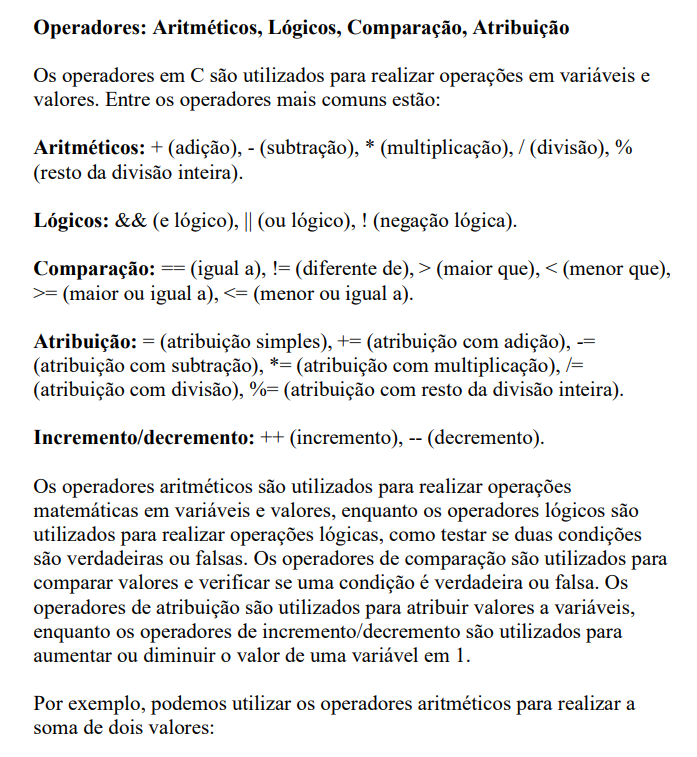 Operadores: Aritméticos, Lógicos, Comparação, Atribuição
Os operadores em C são utilizados para realizar operações em variáveis e
valores. Entre os operadores mais comuns estão:
Aritméticos: + (adição), - (subtração), * (multiplicação), / (divisão), %
(resto da divisão inteira).
Lógicos: && (e lógico), || (ou lógico), ! (negação lógica).
Comparação: == (igual a), != (diferente de), > (maior que), < (menor que),
>= (maior ou igual a), <= (menor ou igual a).
Atribuição: = (atribuição simples), += (atribuição com adição), -=
(atribuição com subtração), *= (atribuição com multiplicação), /=
(atribuição com divisão), %= (atribuição com resto da divisão inteira).
Incremento/decremento: ++ (incremento), -- (decremento).
Os operadores aritméticos são utilizados para realizar operações
matemáticas em variáveis e valores, enquanto os operadores lógicos são
utilizados para realizar operações lógicas, como testar se duas condições
são verdadeiras ou falsas. Os operadores de comparação são utilizados para
comparar valores e verificar se uma condição é verdadeira ou falsa. Os
operadores de atribuição são utilizados para atribuir valores a variáveis,
enquanto os operadores de incremento/decremento são utilizados para
aumentar ou diminuir o valor de uma variável em 1.
Por exemplo, podemos utilizar os operadores aritméticos para realizar a
soma de dois valores: